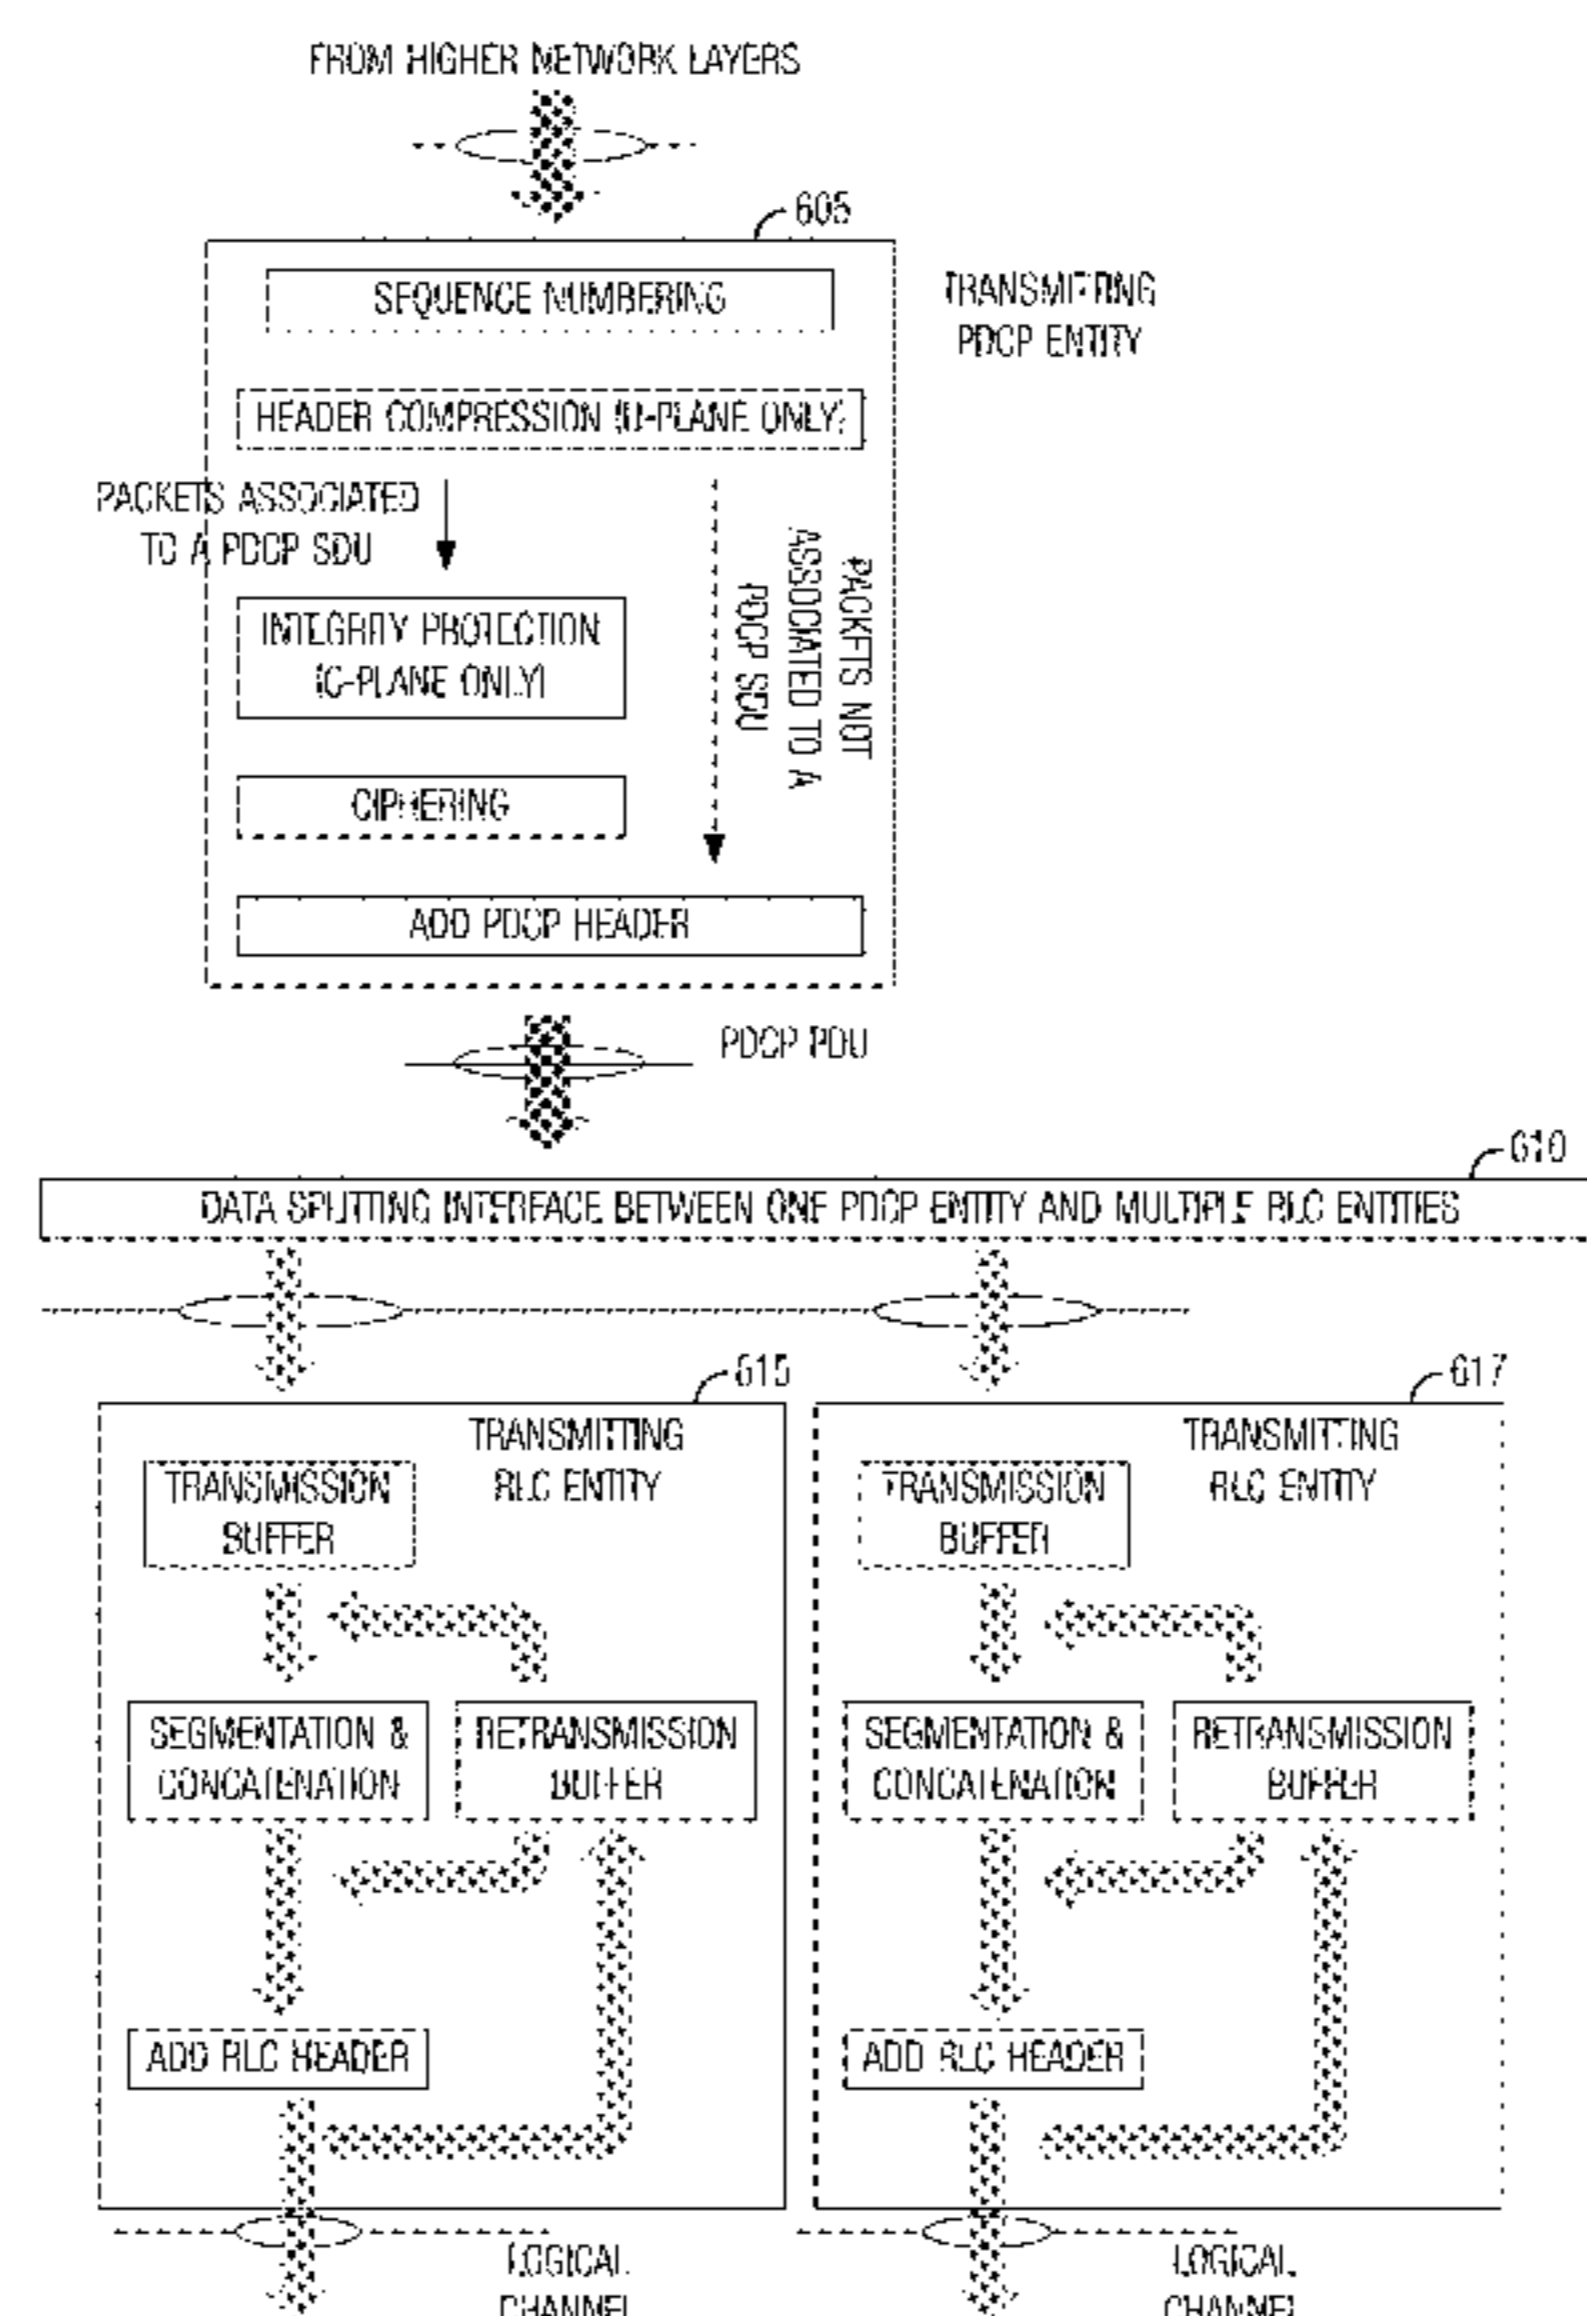 FROM HIGHER NETWORK LAYERS
605
SEQUENCE NUMBERING
TRANSMITTING
PDCP ENTITY
HEADER COMPRESSION (U-PLANE ONLY)
PACKETS ASSOCIATED
TO A PDCP SDU
PACKETS NOT
ASSOCIATED TO A
PDCP SDU
INTEGRITY PROTECTION
(C-PLANE ONLY)
CIPHERING
ADD PDCP HEADER
PDCP PDU
610
DATA SPLITTING INTERFACE BETWEEN ONE PDCP ENTITY AND MULTIPLE RLC ENTITIES
615
TRANSMITTING
RLC ENTITY
TRANSMISSION
BUFFER
SEGMENTATION &
CONCATENATION
RETRANSMISSION
BUFFER
ADD RLC HEADER
LOGICAL
CHANNEL
617
TRANSMITTING
RLC ENTITY
TRANSMISSION
BUFFER
SEGMENTATION &
CONCATENATION
RETRANSMISSION
BUFFER
ADD RLC HEADER
LOGICAL
CHANNEL